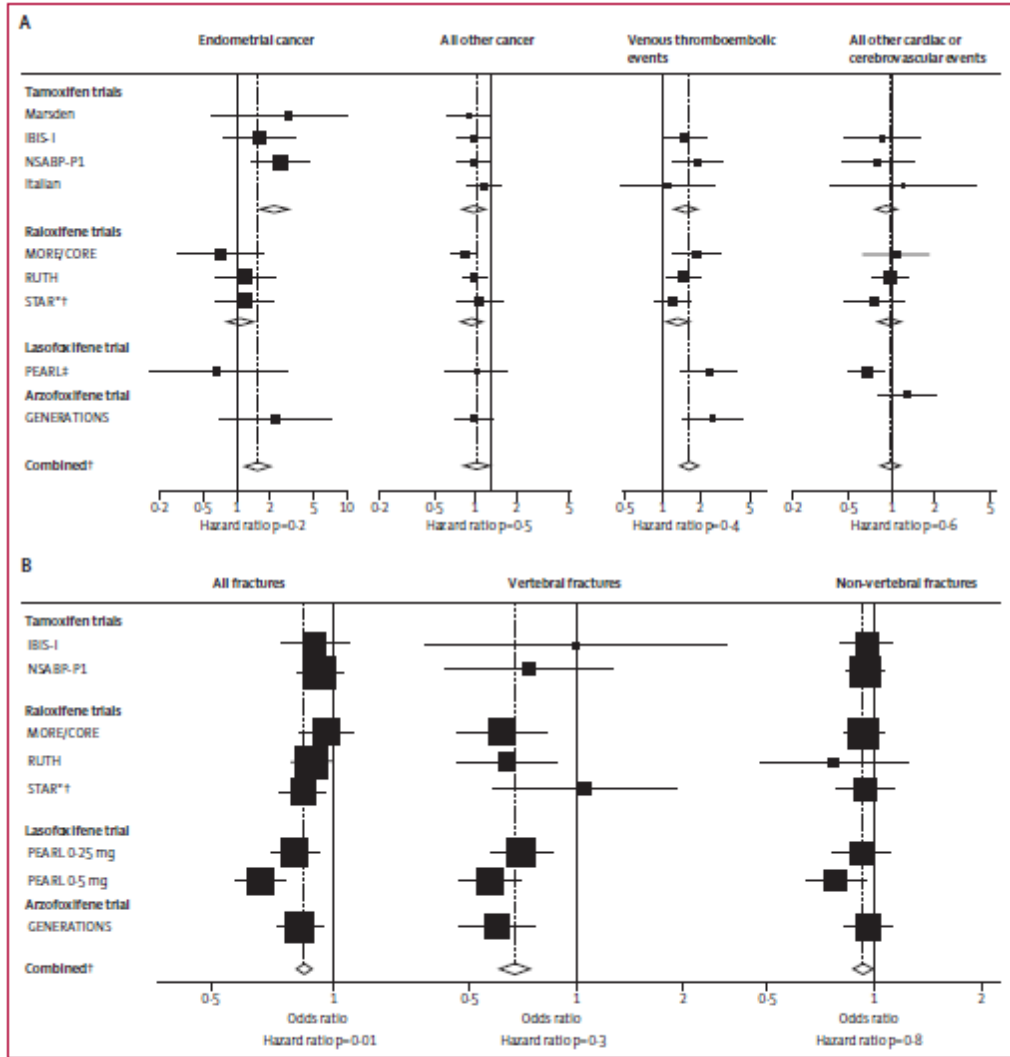 A
Endometrial cancer
All other cancer
Venous thromboembolic
events
All other cardiac or
cerebrovascular events
Tamoxifen trials
Marsden
IBIS-I
NSABP-P1
Italian
Raloxifene trials
MORE/CORE
RUTH
STAR*†
Lasofoxifene trial
PEARL‡
Arzofoxifene trial
GENERATIONS
Combined†
0·2 0·5 1 2 5 10
Hazard ratio p=0·2
0·2 0·5 1 2 5
Hazard ratio p=0·5
1 2 5
Hazard ratio p=0·4
0·2 0·5 1 2 5
Hazard ratio p=0·6
B
All fractures
Vertebral fractures
Non-vertebral fractures
Tamoxifen trials
IBIS-I
NSABP-P1
Raloxifene trials
MORE/CORE
RUTH
STAR*†
Lasofoxifene trial
PEARL 0·25 mg
PEARL 0·5 mg
Arzofoxifene trial
GENERATIONS
Combined†
0·5 1
Odds ratio
Hazard ratio p=0·01
0·5 1 2
Odds ratio
Hazard ratio p=0·3
0·5 1 2
Odds ratio
Hazard ratio p=0·8